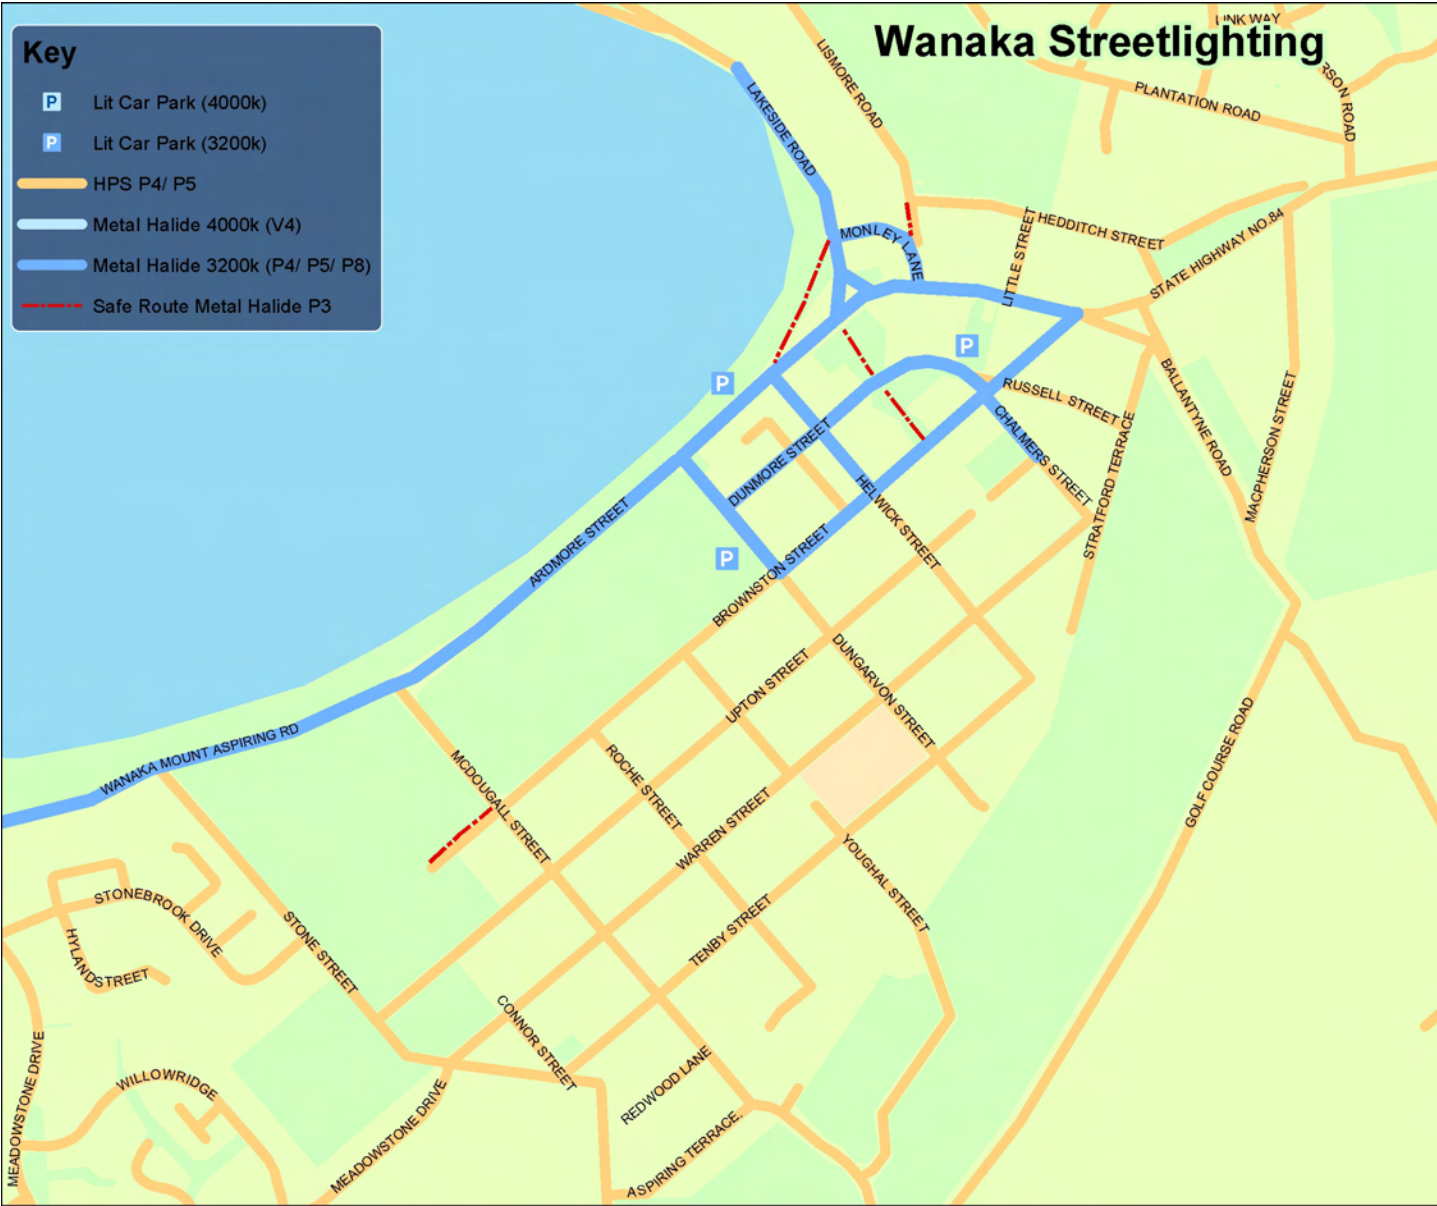 Wanaka Streetlighting
Key
P Lit Car Park (4000k)
P Lit Car Park (3200k)
HPS P4/ P5
Metal Halide 4000k (V4)
Metal Halide 3200k (P4/ P5/ P8)
Safe Route Metal Halide P3
LINK WAY
RSON ROAD
PLANTATION ROAD
LISMORE ROAD
LAKESIDE ROAD
MONLEY LANE
HEDDITCH STREET
LITTLE STREET
STATE HIGHWAY NO.84
P
P
RUSSELL STREET
CHALMERS STREET
STRATFORD TERRACE
BALLANTYNE ROAD
MACPHERSON STREET
DUNMORE STREET
HELWICK STREET
ARDMORE STREET
P
BROWNSTON STREET
UPTON STREET
DUNGARVON STREET
WANAKA MOUNT ASPIRING RD
MCDOUGALL STREET
ROCHE STREET
WARREN STREET
GOLF COURSE ROAD
YOUGHAL STREET
TENBY STREET
STONEBROOK DRIVE
HYLANDSTREET
STONE STREET
CONNOR STREET
MEADOWSTONE DRIVE
WILLOWRIDGE
MEADOWSTONE DRIVE
REDWOOD LANE
ASPIRING TERRACE.